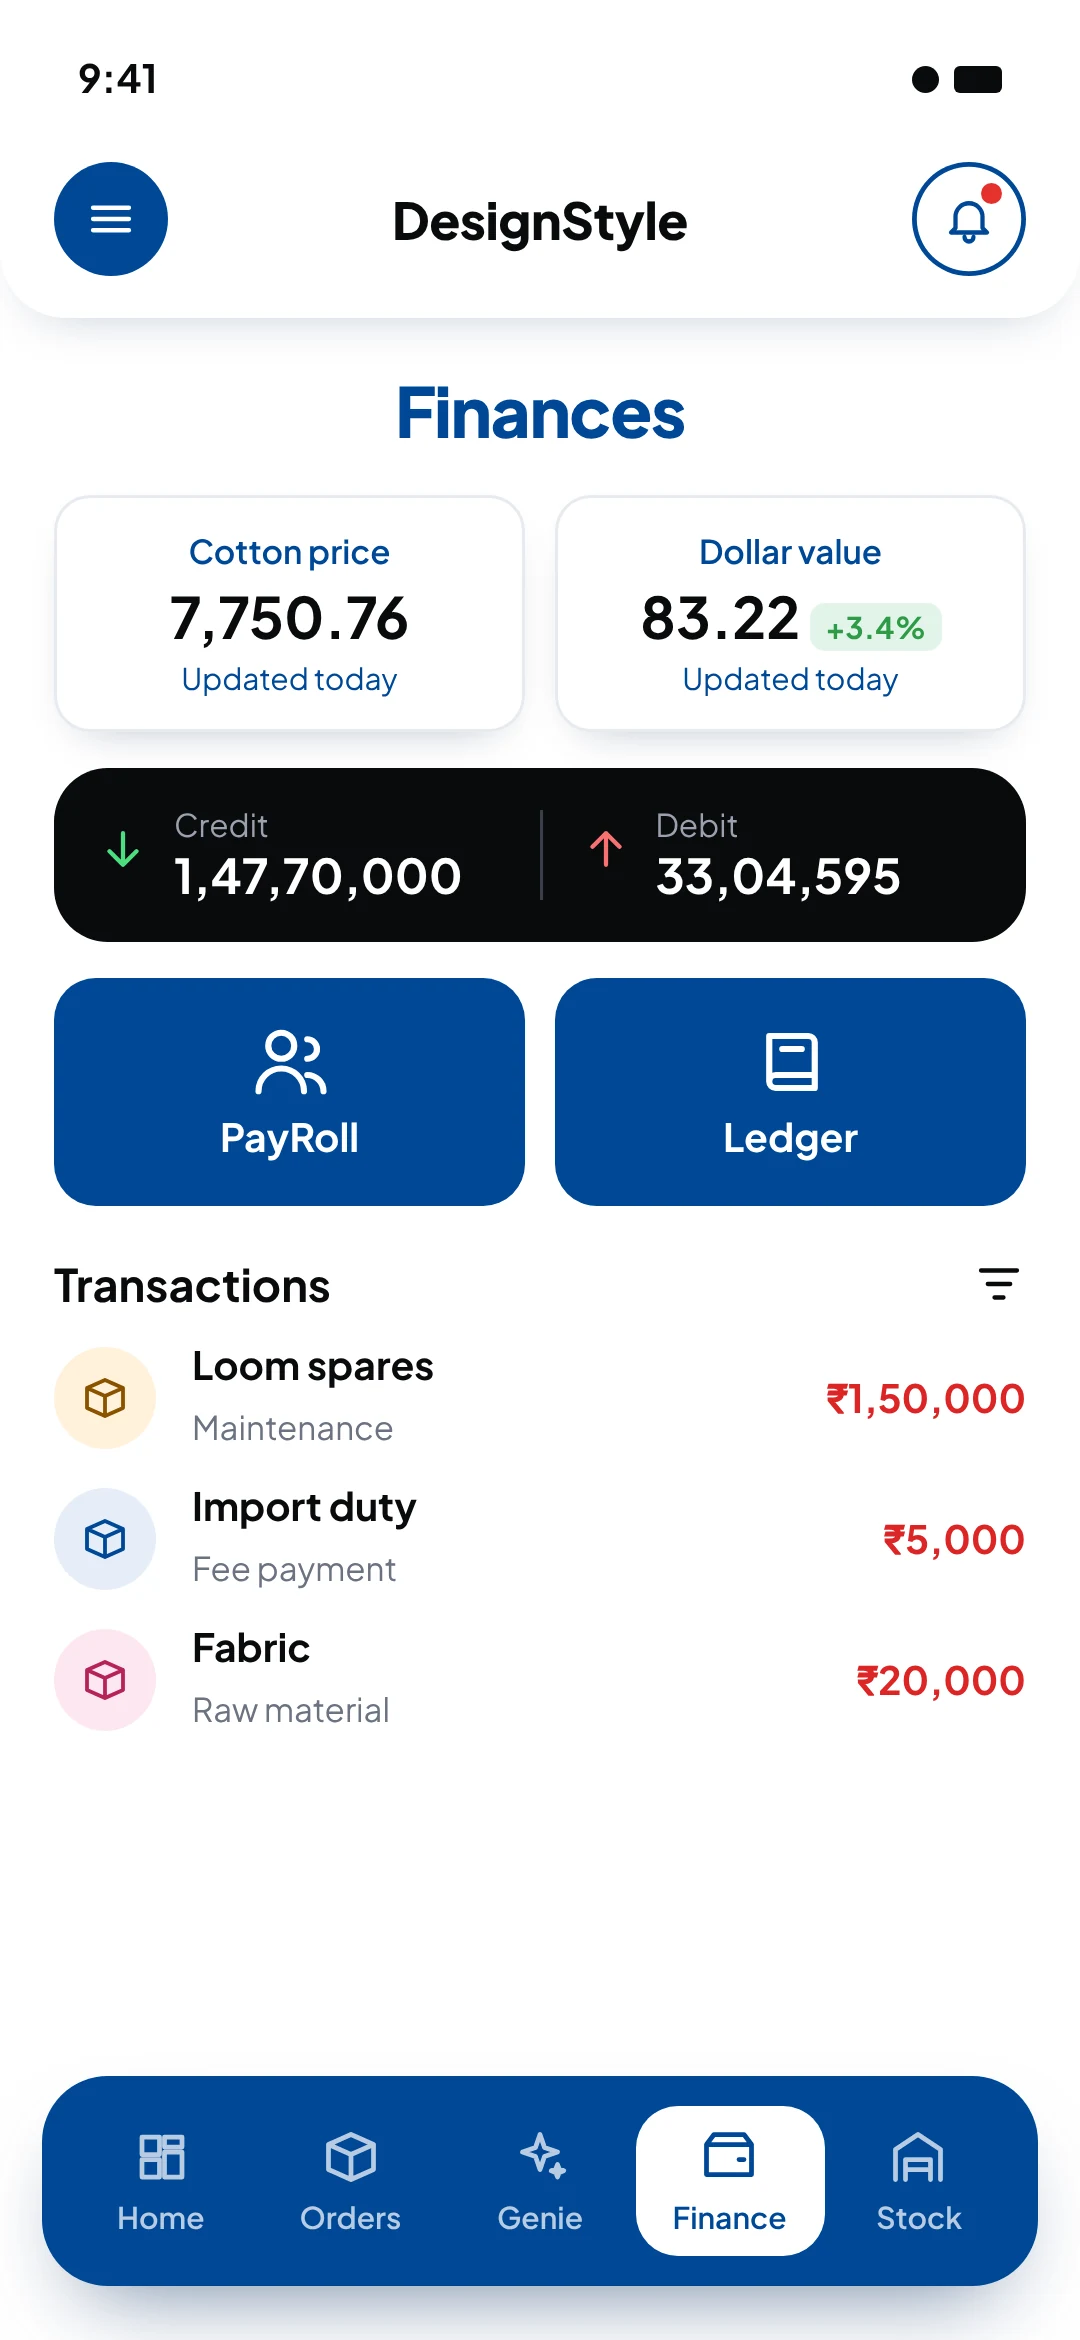 9:41
DesignStyle
Finances
Cotton price
7,750.76
Updated today
Dollar value
83.22 +3.4%
Updated today
Credit
1,47,70,000
Debit
33,04,595
PayRoll
Ledger
Transactions
Loom spares
Maintenance
₹1,50,000
Import duty
Fee payment
₹5,000
Fabric
Raw material
₹20,000
Home
Orders
Genie
Finance
Stock